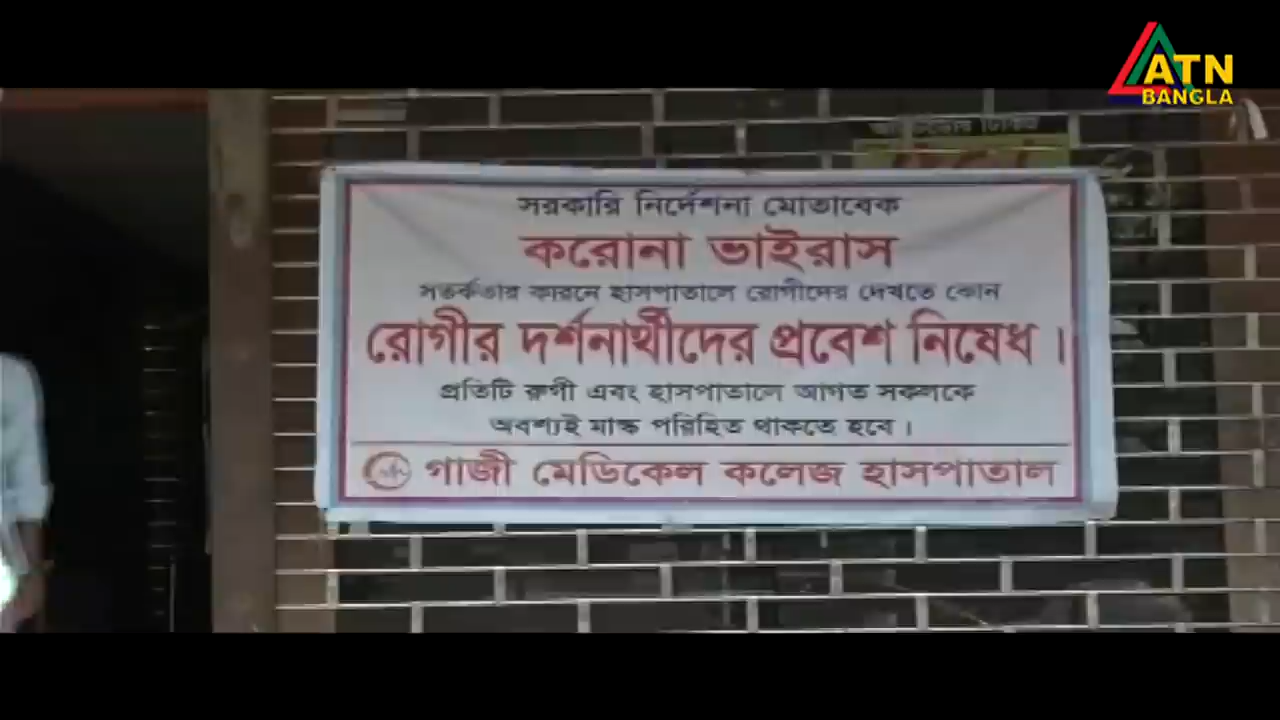 ATN
BANGLA
সরকারি নির্দেশনা মোতাবেক
করোনা ভাইরাস
সতর্কতার কারনে হাসপাতালে রোগীদের দেখতে কোন
রোগীর দর্শনার্থীদের প্রবেশ নিষেধ।
প্রতিটি রুগী এবং হাসপাতালে আগত সকলকে
অবশ্যই মাস্ক পরিহিত থাকতে হবে।
গাজী মেডিকেল কলেজ হাসপাতাল